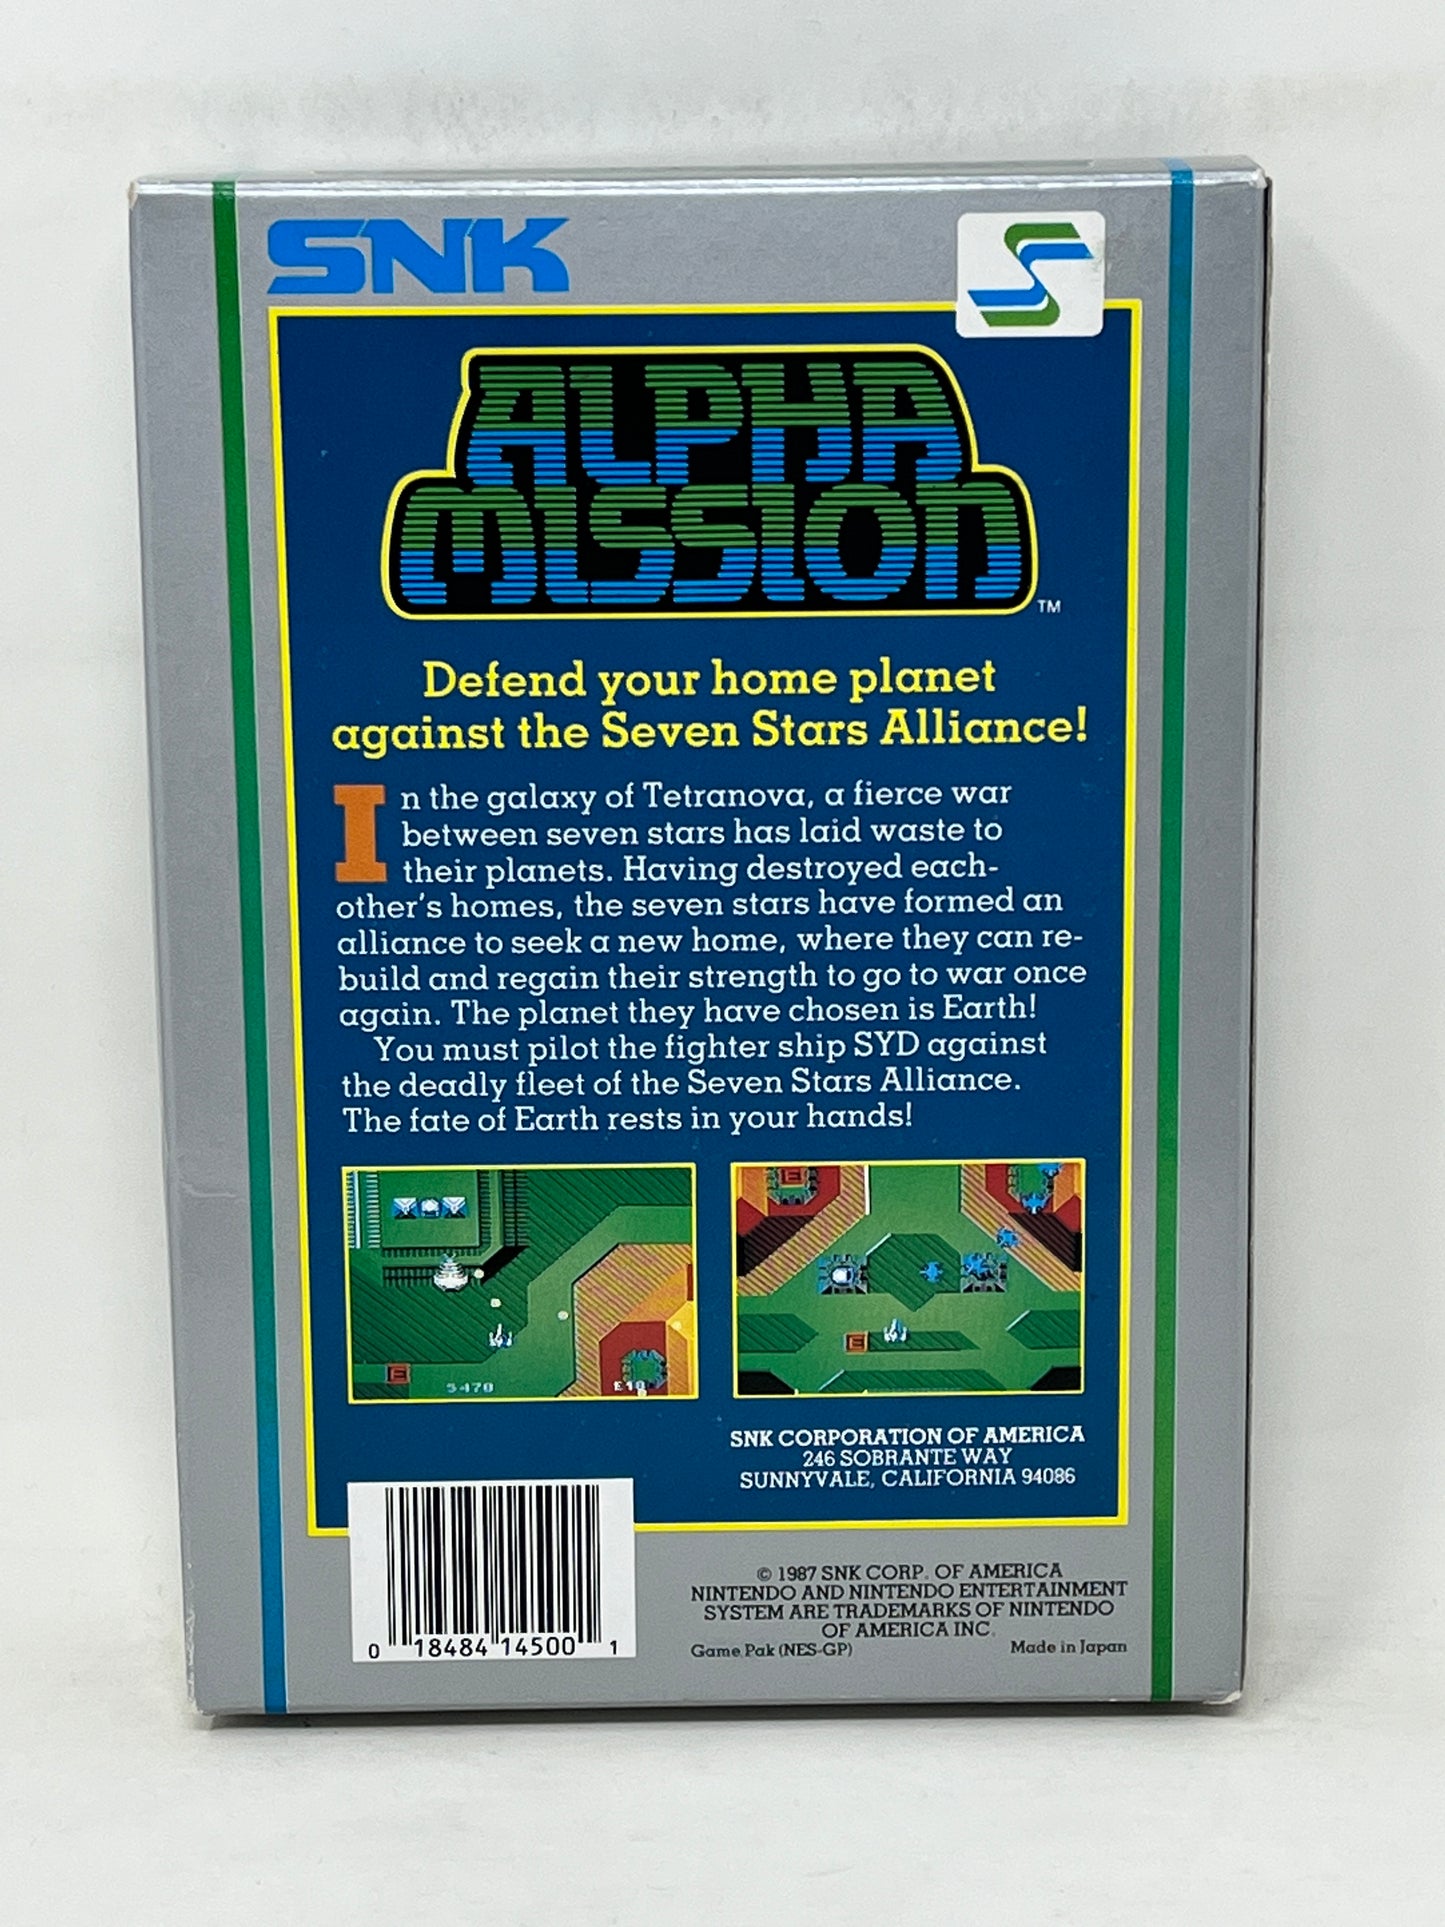 SNK
S
ALPHA
MISSION
TM
Defend your home planet
against the Seven Stars Alliance!
In the galaxy of Tetranova, a fierce war
between seven stars has laid waste to
their planets. Having destroyed each-
other's homes, the seven stars have formed an
alliance to seek a new home, where they can re-
build and regain their strength to go to war once
again. The planet they have chosen is Earth!
You must pilot the fighter ship SYD against
the deadly fleet of the Seven Stars Alliance.
The fate of Earth rests in your hands!
E
E
E
5470
SNK CORPORATION OF AMERICA
246 SOBRANTE WAY
SUNNYVALE, CALIFORNIA 94086
0 18484 14500 1
© 1987 SNK CORP. OF AMERICA
NINTENDO AND NINTENDO ENTERTAINMENT
SYSTEM ARE TRADEMARKS OF NINTENDO
OF AMERICA INC.
Game Pak (NES-GP) Made in Japan